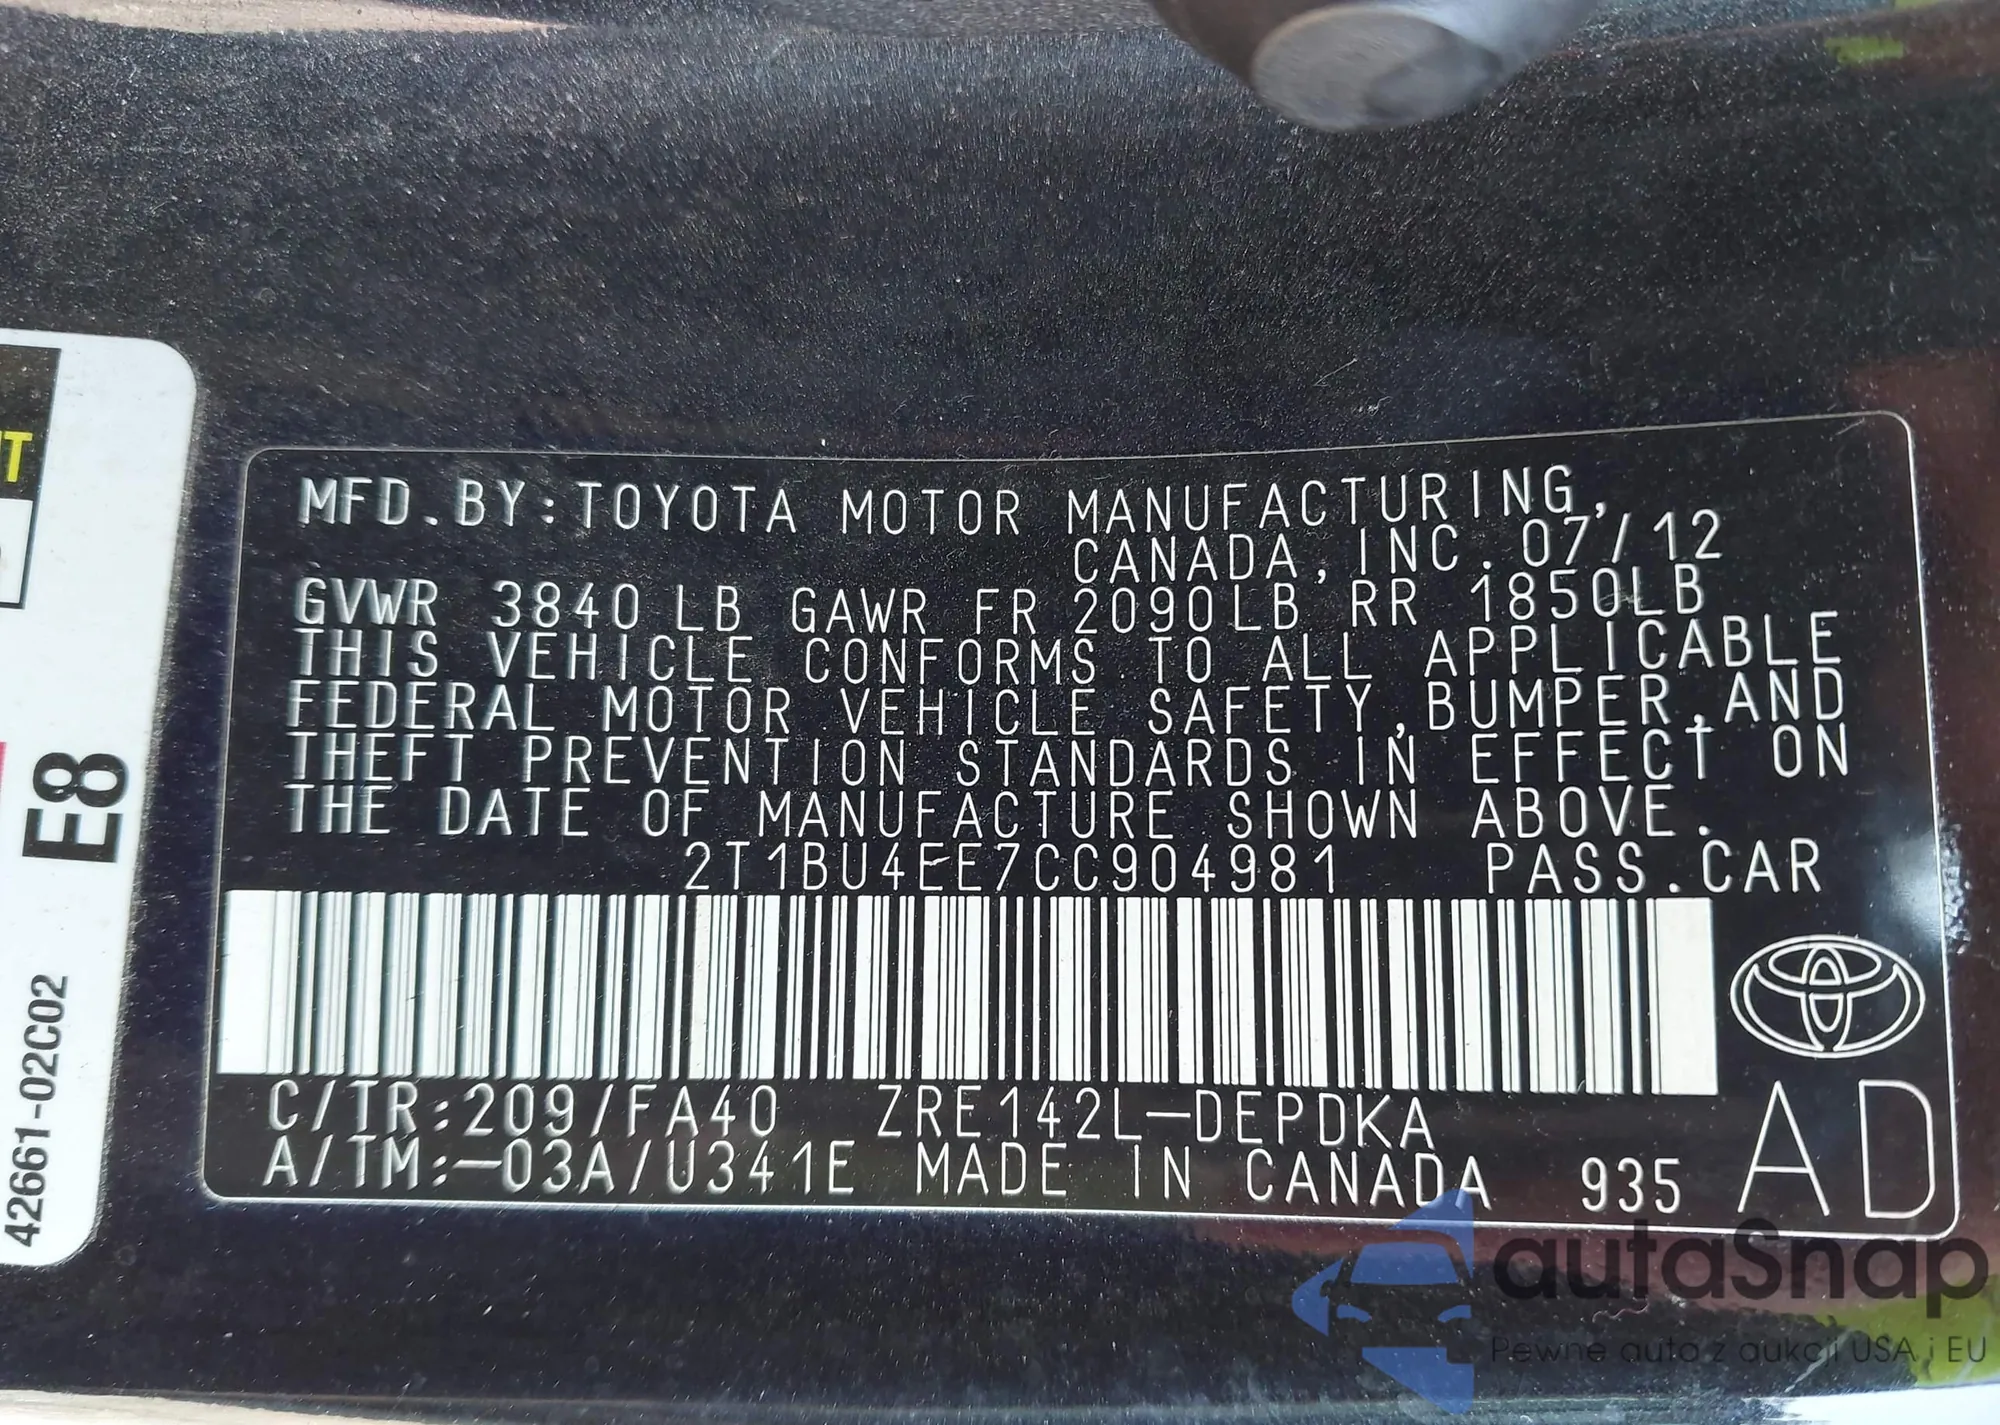 MFD.BY:TOYOTA MOTOR MANUFACTURING,
CANADA,INC.07/12
GVWR 3840LB GAWR FR 2090LB RR 1850LB
THIS VEHICLE CONFORMS TO ALL APPLICABLE
FEDERAL MOTOR VEHICLE SAFETY,BUMPER,AND
THEFT PREVENTION STANDARDS IN EFFECT ON
THE DATE OF MANUFACTURE SHOWN ABOVE.
2T1BU4EE7CC904981 PASS.CAR
C/TR:209/FA40 ZRE142L-DEPDKA
A/TM:-03A/U341E MADE IN CANADA 935
AD
E8
42661-02C02
autaSnap
Pewne auto z aukcji USA i EU